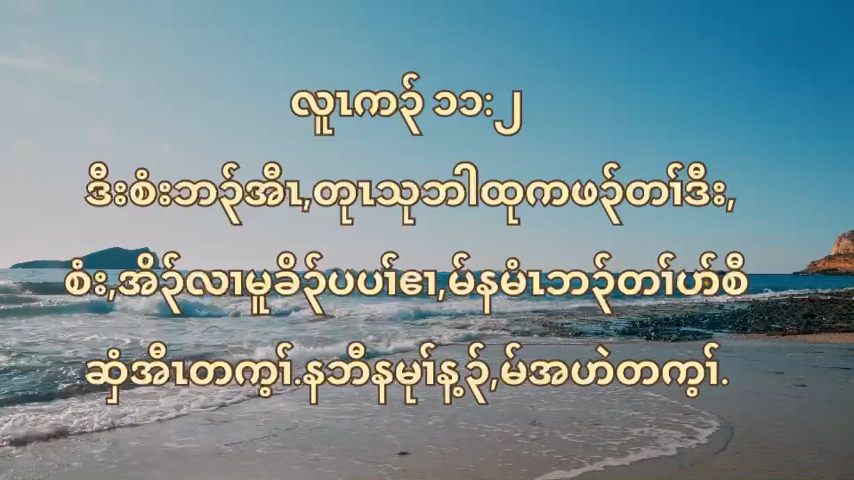 လူၤကၣ် ၁၁:၂
ဒီးစံးဘၣ်အီၤ,တုၤသုဘါထုကဖၣ်တၢ်ဒီး,
စံး,အိၣ်လၢမူခိၣ်ပပၢ်ဧၢ,မ်နမံၤဘၣ်တၢ်ဟ်စီ
ဆှံအီၤတက့ၢ်.နဘီနမုၢ်န့ၣ်,မ်အဟဲတက့ၢ်.